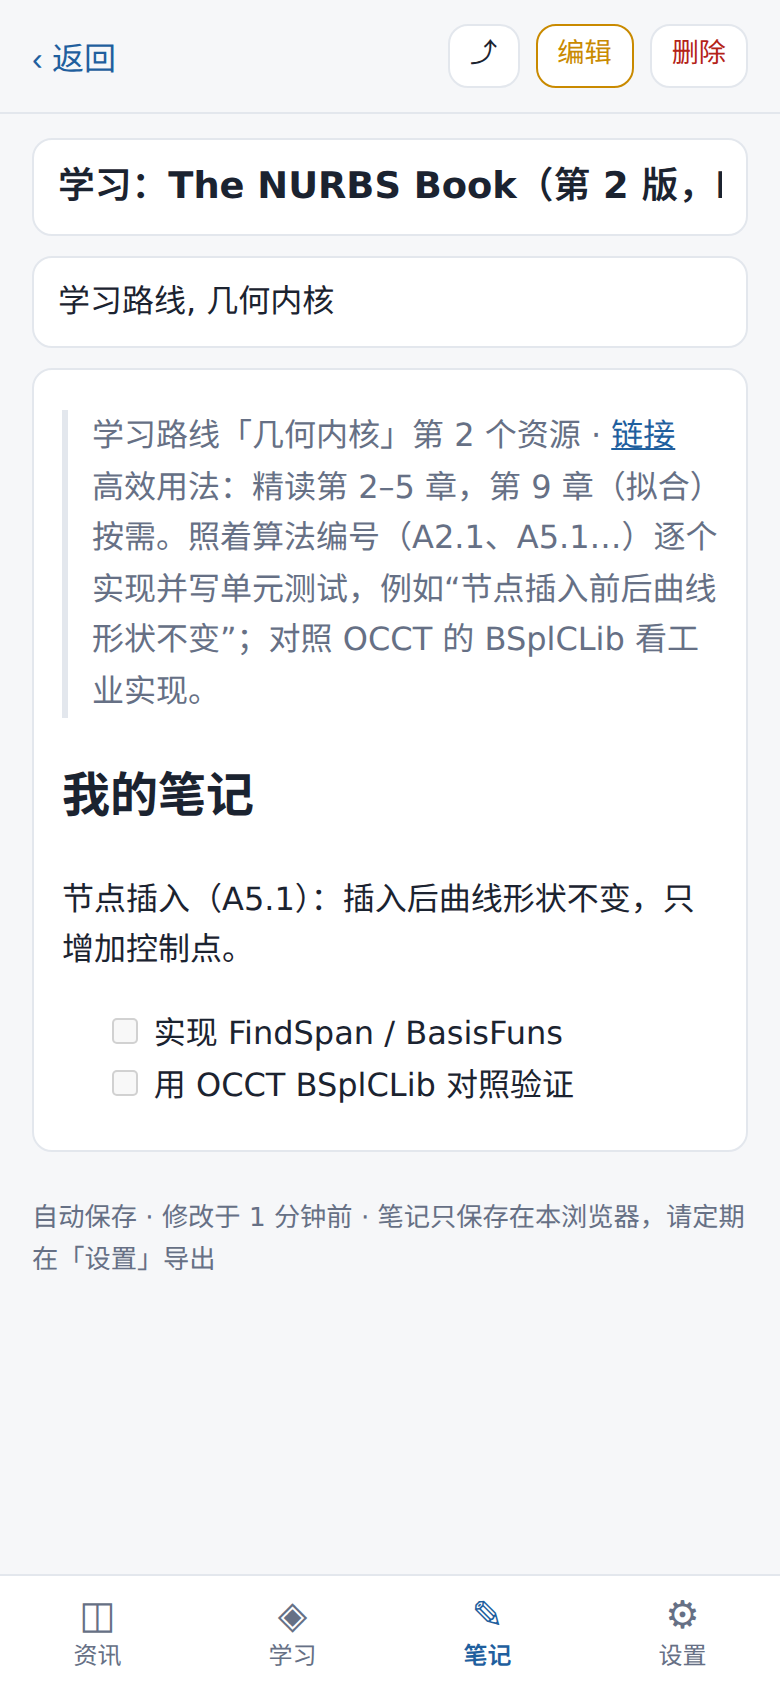 ‹ 返回
编辑
删除
学习：The NURBS Book（第 2 版，
学习路线, 几何内核
学习路线「几何内核」第 2 个资源 · 链接
高效用法：精读第 2–5 章，第 9 章（拟合）
按需。照着算法编号（A2.1、A5.1…）逐个
实现并写单元测试，例如“节点插入前后曲线
形状不变”；对照 OCCT 的 BSplCLib 看工
业实现。
我的笔记
节点插入（A5.1）：插入后曲线形状不变，只
增加控制点。
实现 FindSpan / BasisFuns
用 OCCT BSplCLib 对照验证
自动保存 · 修改于 1 分钟前 · 笔记只保存在本浏览器，请定期
在「设置」导出
资讯
学习
笔记
设置